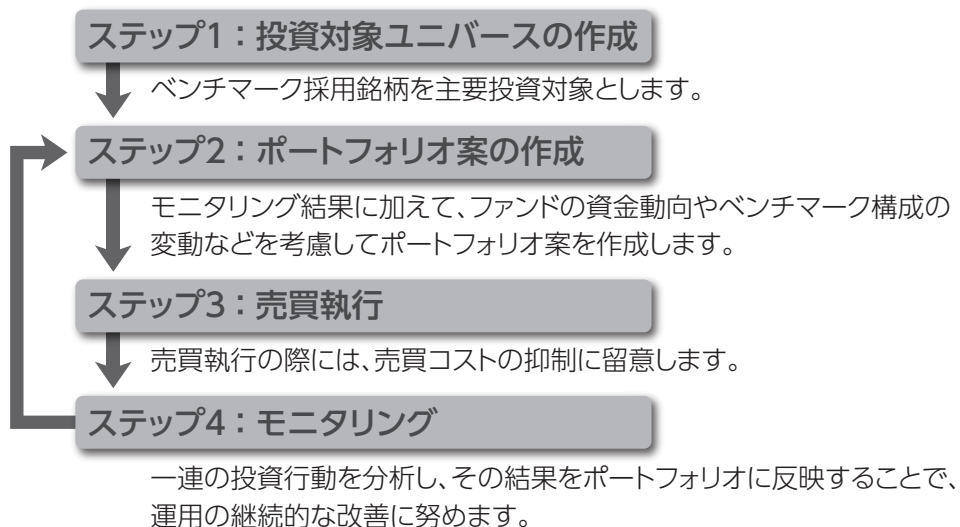 ステップ1：投資対象ユニバースの作成
ベンチマーク採用銘柄を主要投資対象とします。
ステップ2：ポートフォリオ案の作成
モニタリング結果に加えて、ファンドの資金動向やベンチマーク構成の
変動などを考慮してポートフォリオ案を作成します。
ステップ3：売買執行
売買執行の際には、売買コストの抑制に留意します。
ステップ4：モニタリング
一連の投資行動を分析し、その結果をポートフォリオに反映することで、
運用の継続的な改善に努めます。